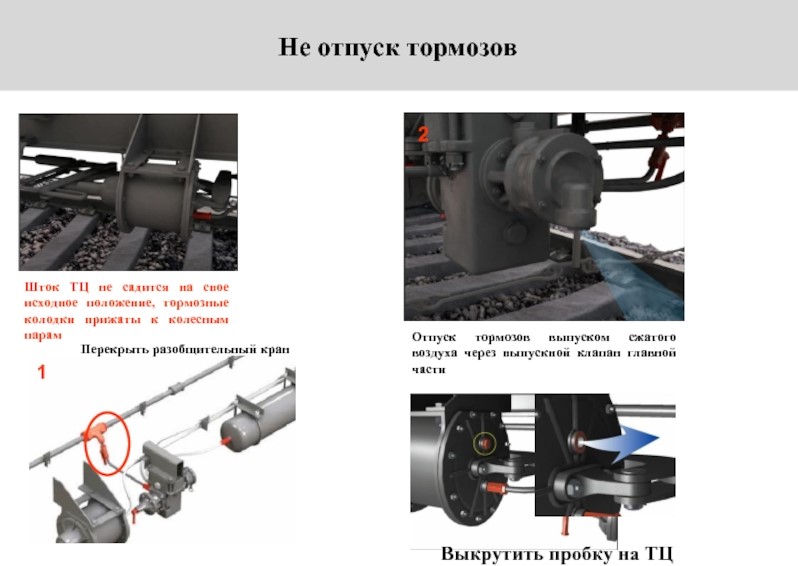 Не отпуск тормозов
Шток ТЦ не садится на свое
исходное положение, тормозные
колодки прижаты к колесным
парам
Перекрыть разобщительный кран
1
2
Отпуск тормозов выпуском сжатого
воздуха через выпускной клапан главной
части
Выкрутить пробку на ТЦ